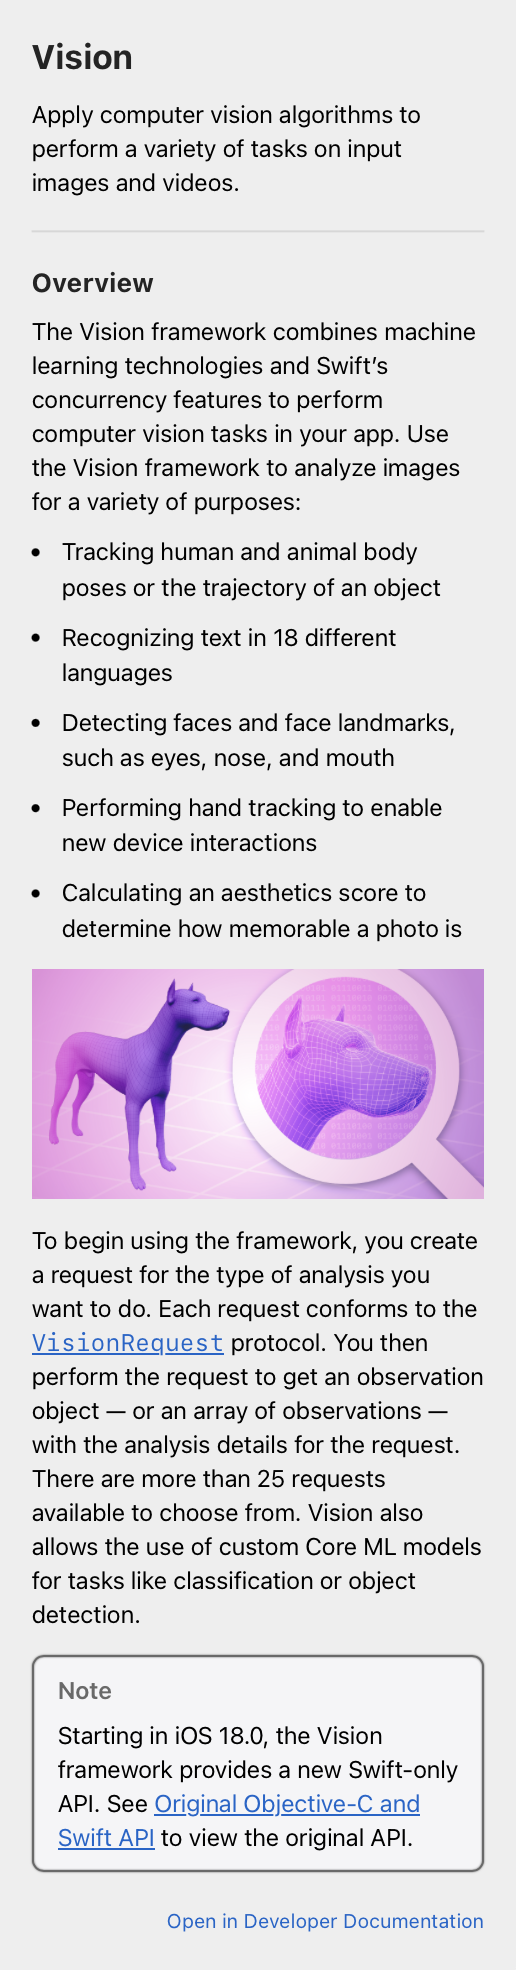 Vision
Apply computer vision algorithms to
perform a variety of tasks on input
images and videos.
Overview
The Vision framework combines machine
learning technologies and Swift’s
concurrency features to perform
computer vision tasks in your app. Use
the Vision framework to analyze images
for a variety of purposes:
• Tracking human and animal body
poses or the trajectory of an object
• Recognizing text in 18 different
languages
• Detecting faces and face landmarks,
such as eyes, nose, and mouth
• Performing hand tracking to enable
new device interactions
• Calculating an aesthetics score to
determine how memorable a photo is
To begin using the framework, you create
a request for the type of analysis you
want to do. Each request conforms to the
VisionRequest protocol. You then
perform the request to get an observation
object — or an array of observations —
with the analysis details for the request.
There are more than 25 requests
available to choose from. Vision also
allows the use of custom Core ML models
for tasks like classification or object
detection.
Note
Starting in iOS 18.0, the Vision
framework provides a new Swift-only
API. See Original Objective-C and
Swift API to view the original API.
Open in Developer Documentation